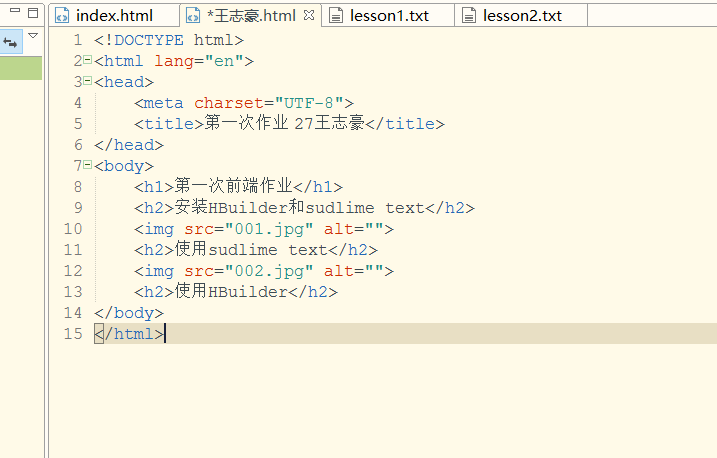 index.html *王志豪.html lesson1.txt lesson2.txt
1 <!DOCTYPE html>
2 <html lang="en">
3 <head>
4 <meta charset="UTF-8">
5 <title>第一次作业 27王志豪</title>
6 </head>
7 <body>
8 <h1>第一次前端作业</h1>
9 <h2>安装HBuilder和sudlime text</h2>
10 <img src="001.jpg" alt="">
11 <h2>使用sudlime text</h2>
12 <img src="002.jpg" alt="">
13 <h2>使用HBuilder</h2>
14 </body>
15 </html>